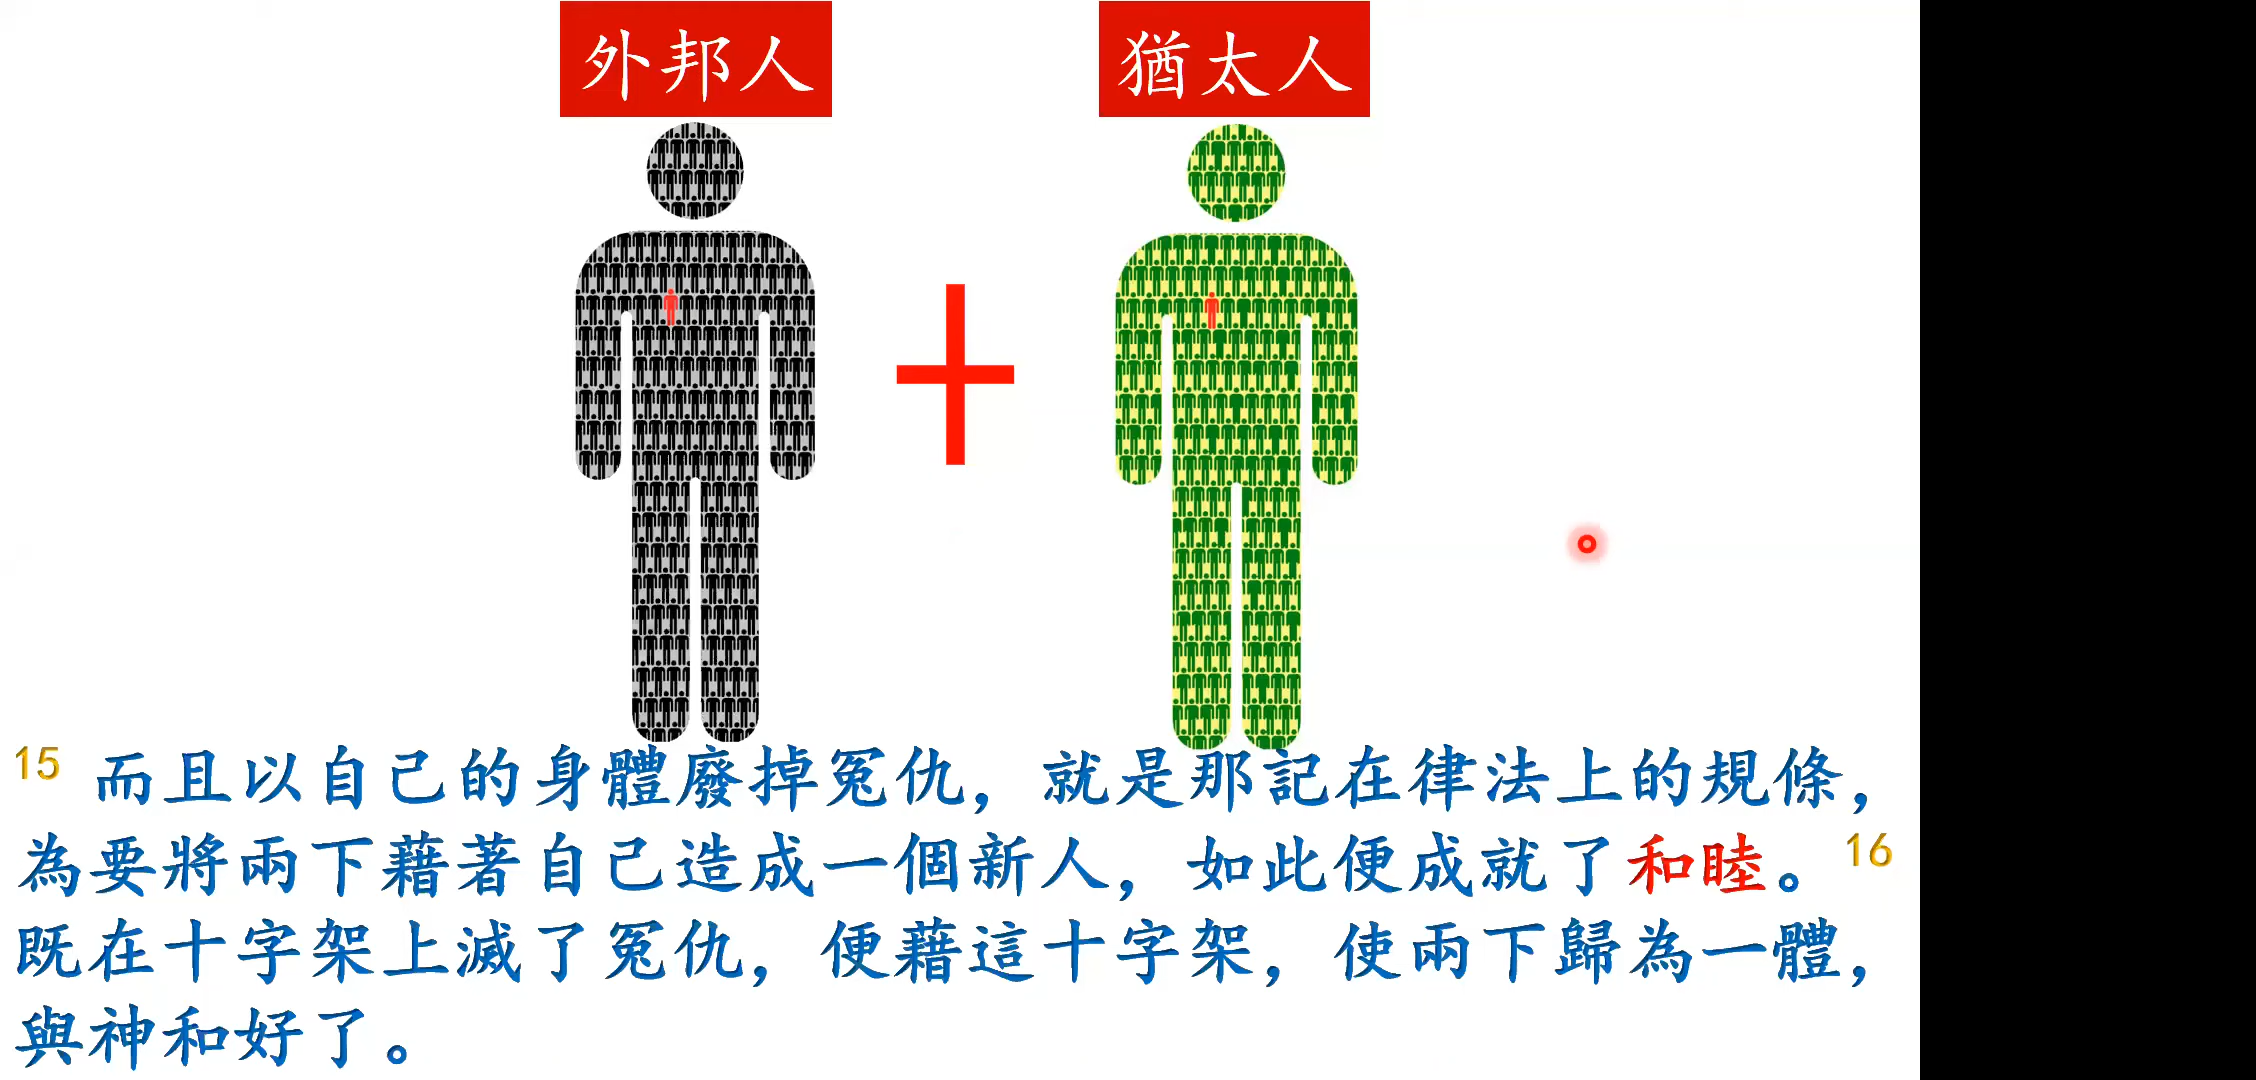 外邦人
猶太人
15 而且以自己的身體廢掉冤仇，就是那記在律法上的規條，
為要將兩下藉著自己造成一個新人，如此便成就了和睦。16
既在十字架上滅了冤仇，便藉這十字架，使兩下歸為一體，
與神和好了。